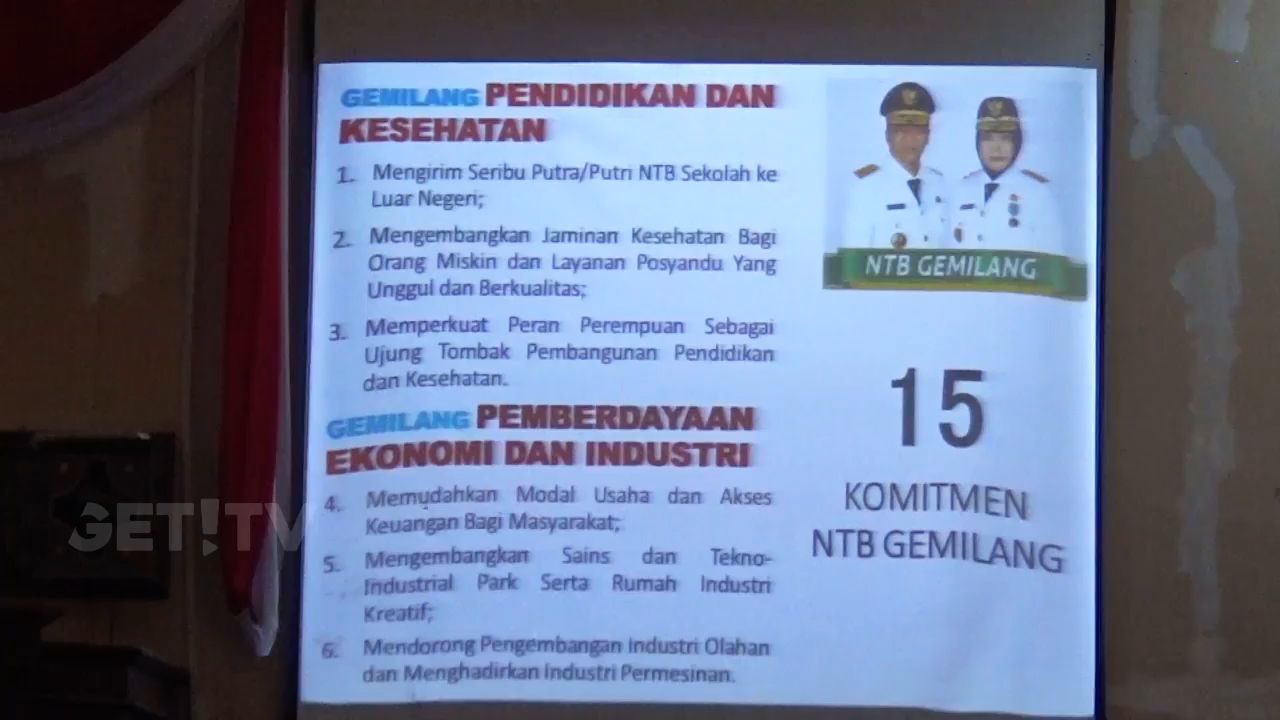 GEMILANG PENDIDIKAN DAN
KESEHATAN
1. Mengirim Seribu Putra/Putri NTB Sekolah ke
Luar Negeri;
2. Mengembangkan Jaminan Kesehatan Bagi
Orang Miskin dan Layanan Posyandu Yang
Unggul dan Berkualitas;
3. Memperkuat Peran Perempuan Sebagai
Ujung Tombak Pembangunan Pendidikan
dan Kesehatan.
GEMILANG PEMBERDAYAAN
EKONOMI DAN INDUSTRI
4. Memudahkan Modal Usaha dan Akses
Keuangan Bagi Masyarakat;
5. Mengembangkan Sains dan Tekno-
Industrial Park Serta Rumah Industri
Kreatif;
6. Mendorong Pengembangan Industri Olahan
dan Menghadirkan Industri Permesinan.
NTB GEMILANG
15
KOMITMEN
NTB GEMILANG
GET!TV